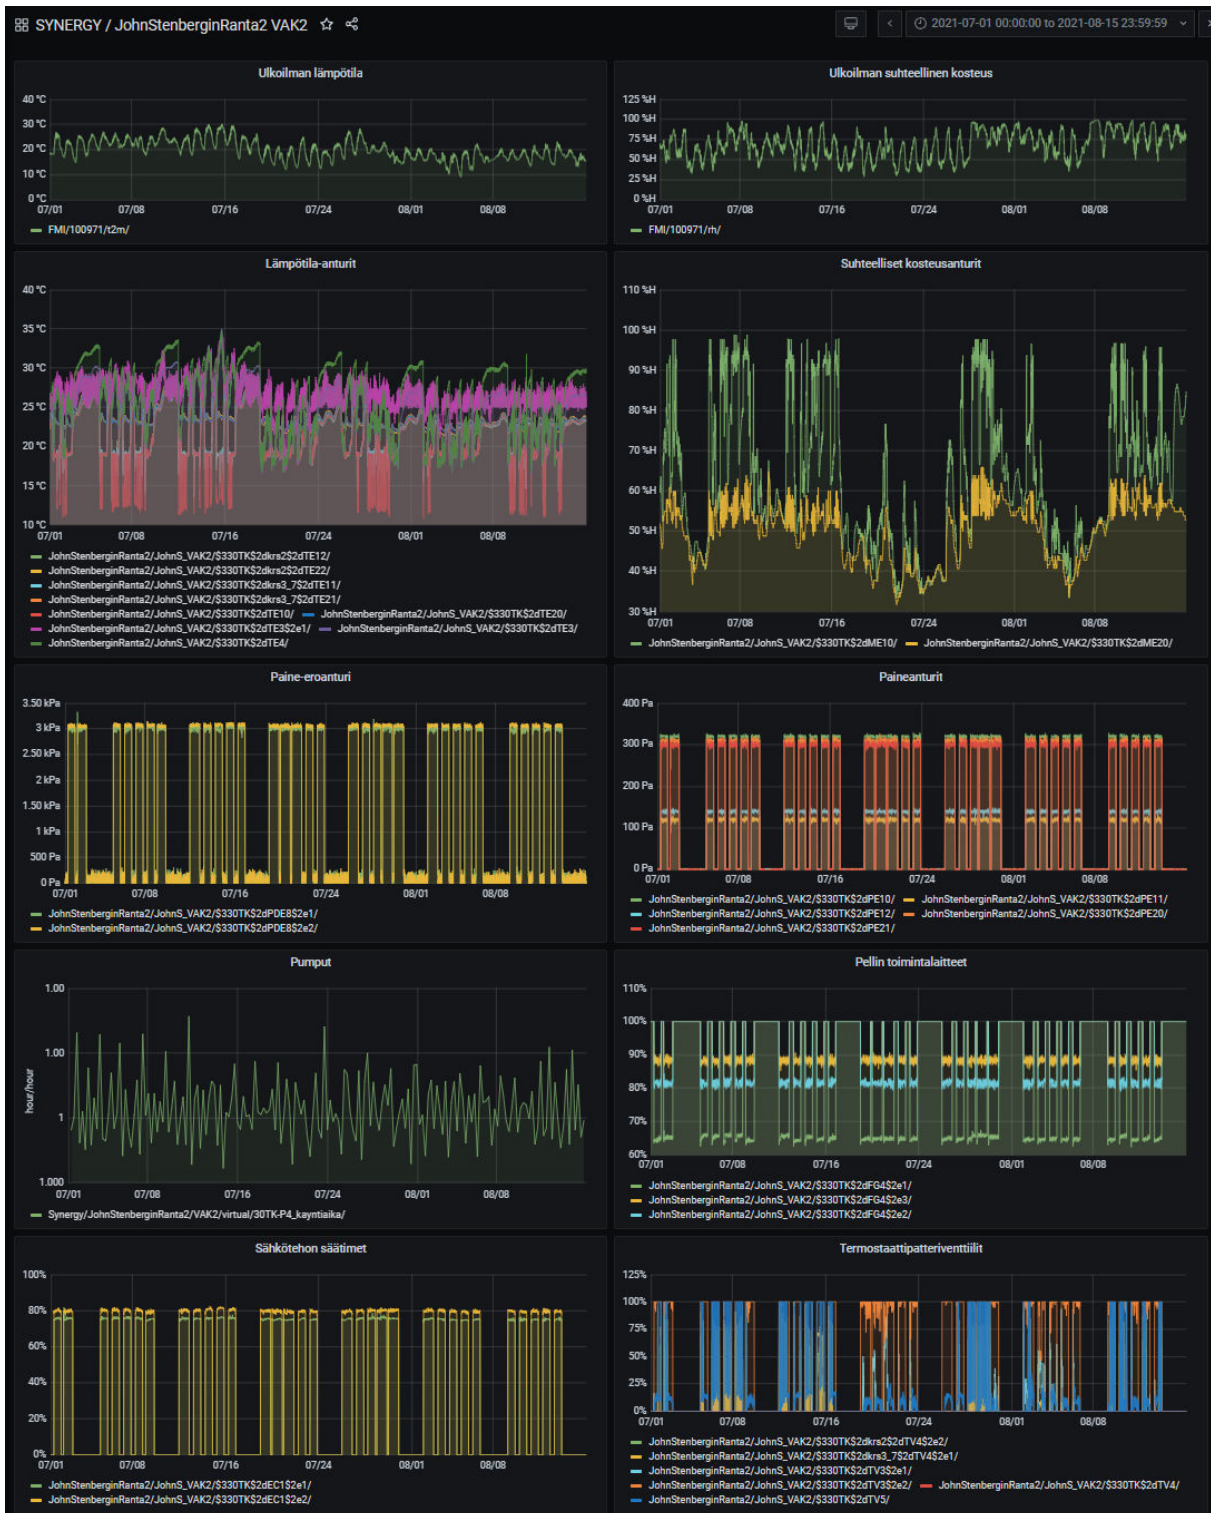 SYNERGY / JohnStenberginRanta2 VAK2
2021-07-01 00:00:00 to 2021-08-15 23:59:59
Ulkoilman lämpötila
40 °C
30 °C
20 °C
10 °C
0 °C
07/01 07/08 07/16 07/24 08/01 08/08
FMI/100971/t2m/
Ulkoilman suhteellinen kosteus
125 %H
100 %H
75 %H
50 %H
25 %H
0 %H
07/01 07/08 07/16 07/24 08/01 08/08
FMI/100971/rh/
Lämpötila-anturit
40 °C
35 °C
30 °C
25 °C
20 °C
15 °C
10 °C
07/01 07/08 07/16 07/24 08/01 08/08
JohnStenberginRanta2/JohnS_VAK2/$330TK$2dkrs2$2dTE12/
JohnStenberginRanta2/JohnS_VAK2/$330TK$2dkrs2$2dTE22/
JohnStenberginRanta2/JohnS_VAK2/$330TK$2dkrs3_7$2dTE11/
JohnStenberginRanta2/JohnS_VAK2/$330TK$2dkrs3_7$2dTE21/
JohnStenberginRanta2/JohnS_VAK2/$330TK$2dTE10/ JohnStenberginRanta2/JohnS_VAK2/$330TK$2dTE20/
JohnStenberginRanta2/JohnS_VAK2/$330TK$2dTE3$2e1/ JohnStenberginRanta2/JohnS_VAK2/$330TK$2dTE3/
JohnStenberginRanta2/JohnS_VAK2/$330TK$2dTE4/
Suhteelliset kosteusanturit
110 %H
100 %H
90 %H
80 %H
70 %H
60 %H
50 %H
40 %H
30 %H
07/01 07/08 07/16 07/24 08/01 08/08
JohnStenberginRanta2/JohnS_VAK2/$330TK$2dME10/ JohnStenberginRanta2/JohnS_VAK2/$330TK$2dME20/
Paine-eroanturi
3.50 kPa
3 kPa
2.50 kPa
2 kPa
1.50 kPa
1 kPa
500 Pa
0 Pa
07/01 07/08 07/16 07/24 08/01 08/08
JohnStenberginRanta2/JohnS_VAK2/$330TK$2dPDE8$2e1/
JohnStenberginRanta2/JohnS_VAK2/$330TK$2dPDE8$2e2/
Paineanturit
400 Pa
300 Pa
200 Pa
100 Pa
0 Pa
07/01 07/08 07/16 07/24 08/01 08/08
JohnStenberginRanta2/JohnS_VAK2/$330TK$2dPE10/ JohnStenberginRanta2/JohnS_VAK2/$330TK$2dPE11/
JohnStenberginRanta2/JohnS_VAK2/$330TK$2dPE12/ JohnStenberginRanta2/JohnS_VAK2/$330TK$2dPE20/
JohnStenberginRanta2/JohnS_VAK2/$330TK$2dPE21/
Pumput
hour/hour
1.00
1.00
1
1.000
07/01 07/08 07/16 07/24 08/01 08/08
Synergy/JohnStenberginRanta2/VAK2/virtual/30TK-P4_kayntiaika/
Pellin toimintalaitteet
110%
100%
90%
80%
70%
60%
07/01 07/08 07/16 07/24 08/01 08/08
JohnStenberginRanta2/JohnS_VAK2/$330TK$2dFG4$2e1/
JohnStenberginRanta2/JohnS_VAK2/$330TK$2dFG4$2e3/
JohnStenberginRanta2/JohnS_VAK2/$330TK$2dFG4$2e2/
Sähkötehon säätimet
100%
80%
60%
40%
20%
0%
07/01 07/08 07/16 07/24 08/01 08/08
JohnStenberginRanta2/JohnS_VAK2/$330TK$2dEC1$2e1/
JohnStenberginRanta2/JohnS_VAK2/$330TK$2dEC1$2e2/
Termostaattipatteriventtiilit
125%
100%
75%
50%
25%
0%
07/01 07/08 07/16 07/24 08/01 08/08
JohnStenberginRanta2/JohnS_VAK2/$330TK$2dkrs2$2dTV4$2e2/
JohnStenberginRanta2/JohnS_VAK2/$330TK$2dkrs3_7$2dTV4$2e1/
JohnStenberginRanta2/JohnS_VAK2/$330TK$2dTV3$2e1/
JohnStenberginRanta2/JohnS_VAK2/$330TK$2dTV3$2e2/ JohnStenberginRanta2/JohnS_VAK2/$330TK$2dTV4/
JohnStenberginRanta2/JohnS_VAK2/$330TK$2dTV5/